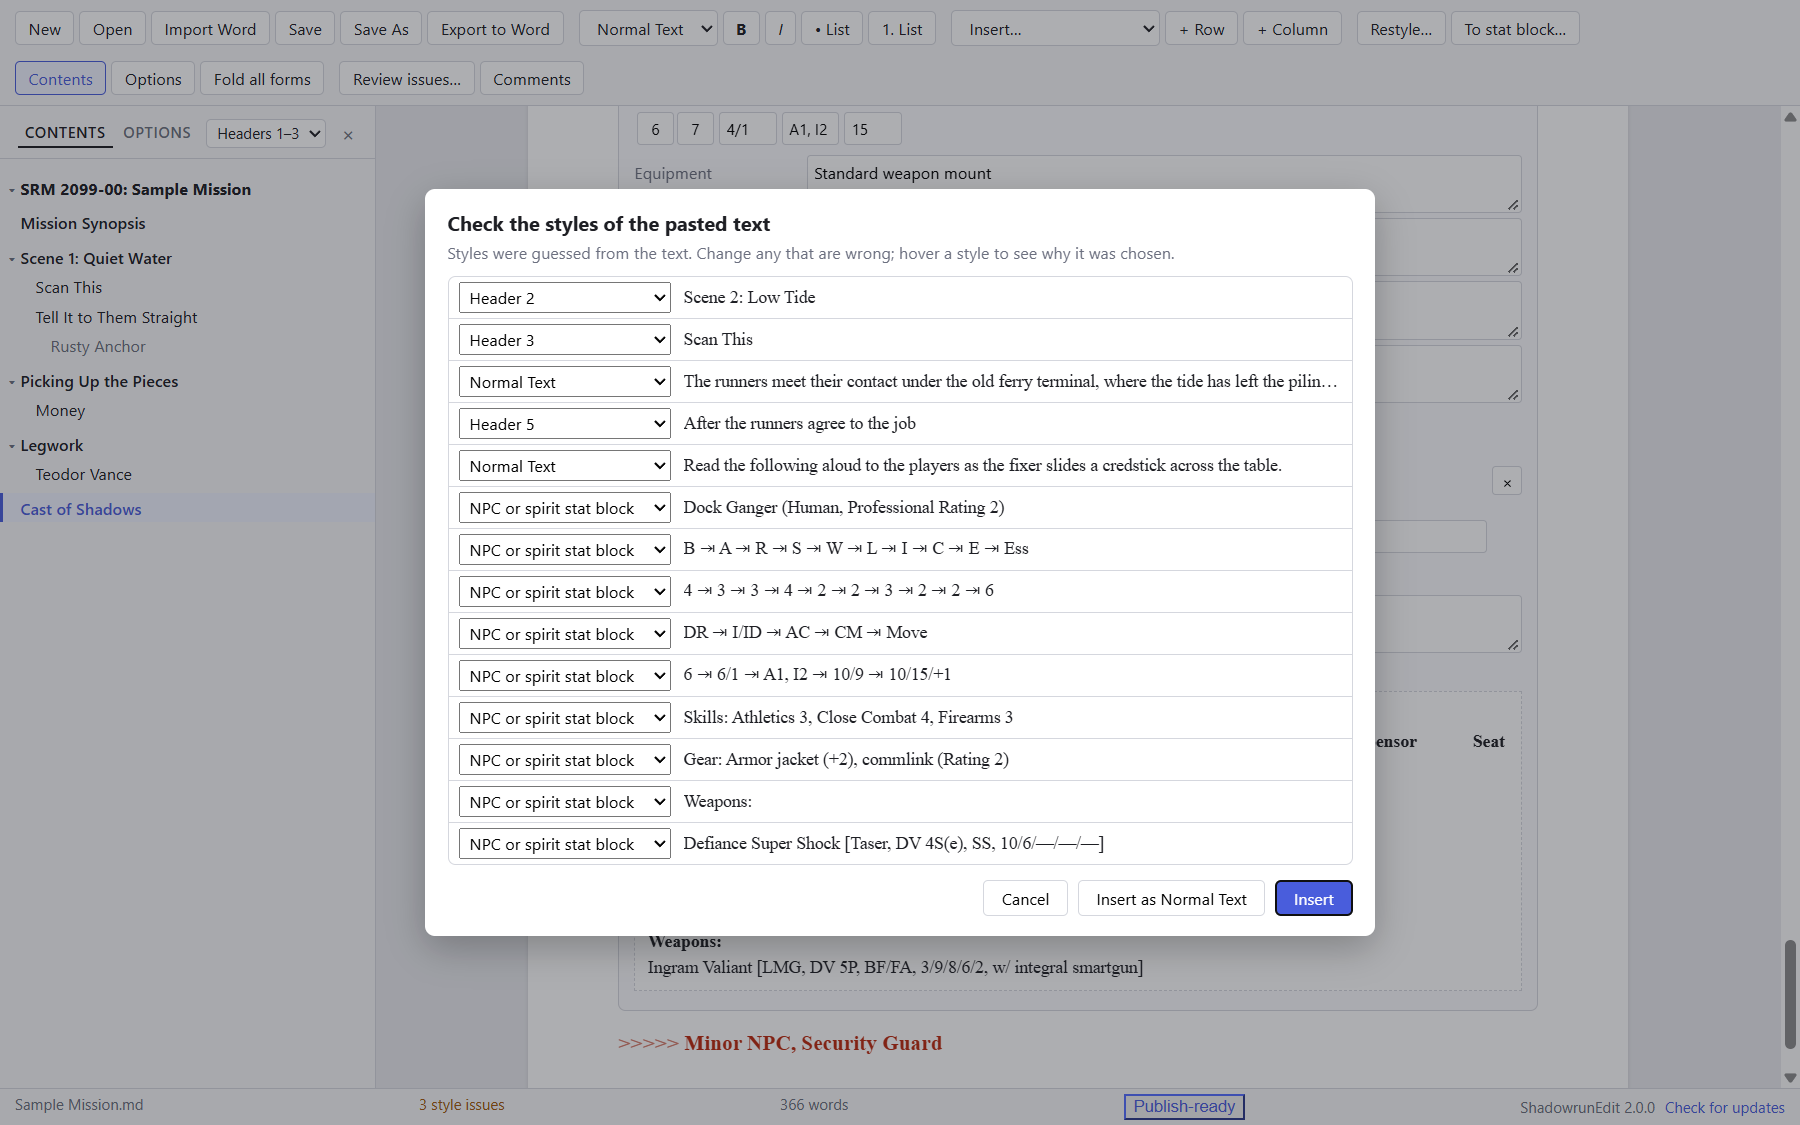 New Open Import Word Save Save As Export to Word Normal Text B I • List 1. List Insert... + Row + Column Restyle... To stat block...
Contents Options Fold all forms Review issues... Comments
CONTENTS OPTIONS Headers 1–3 ×
SRM 2099-00: Sample Mission
Mission Synopsis
Scene 1: Quiet Water
Scan This
Tell It to Them Straight
Rusty Anchor
Picking Up the Pieces
Money
Legwork
Teodor Vance
Cast of Shadows
6 7 4/1 A1, I2 15
Equipment Standard weapon mount
×
ensor Seat
Check the styles of the pasted text
Styles were guessed from the text. Change any that are wrong; hover a style to see why it was chosen.
Header 2 Scene 2: Low Tide
Header 3 Scan This
Normal Text The runners meet their contact under the old ferry terminal, where the tide has left the pilin…
Header 5 After the runners agree to the job
Normal Text Read the following aloud to the players as the fixer slides a credstick across the table.
NPC or spirit stat block Dock Ganger (Human, Professional Rating 2)
NPC or spirit stat block B ⇥ A ⇥ R ⇥ S ⇥ W ⇥ L ⇥ I ⇥ C ⇥ E ⇥ Ess
NPC or spirit stat block 4 ⇥ 3 ⇥ 3 ⇥ 4 ⇥ 2 ⇥ 2 ⇥ 3 ⇥ 2 ⇥ 2 ⇥ 6
NPC or spirit stat block DR ⇥ I/ID ⇥ AC ⇥ CM ⇥ Move
NPC or spirit stat block 6 ⇥ 6/1 ⇥ A1, I2 ⇥ 10/9 ⇥ 10/15/+1
NPC or spirit stat block Skills: Athletics 3, Close Combat 4, Firearms 3
NPC or spirit stat block Gear: Armor jacket (+2), commlink (Rating 2)
NPC or spirit stat block Weapons:
NPC or spirit stat block Defiance Super Shock [Taser, DV 4S(e), SS, 10/6/—/—/—]
Cancel Insert as Normal Text Insert
Weapons:
Ingram Valiant [LMG, DV 5P, BF/FA, 3/9/8/6/2, w/ integral smartgun]
>>>>> Minor NPC, Security Guard
Sample Mission.md 3 style issues 366 words Publish-ready ShadowrunEdit 2.0.0 Check for updates